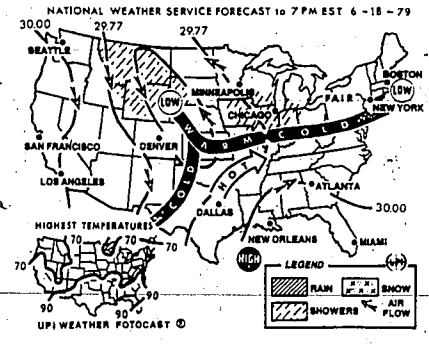 NATIONAL WEATHER SERVICE FORECAST to 7 PM EST 6 -18 - 79
30.00
29.77
29.77
SEATTLE
BOSTON
MINNEAPOLIS
LOW
LOW
FAIR
NEW YORK
CHICAGO
WARM COLD
SAN FRANCISCO
DENVER
COLD
HOT
LOS ANGELES
ATLANTA
DALLAS
30.00
HIGHEST TEMPERATURES
70
70
70
70
NEW ORLEANS
MIAMI
HIGH
LEGEND
UPI
RAIN
SNOW
SHOWERS
AIR FLOW
90
90
90
UPI WEATHER FOTOCAST ®